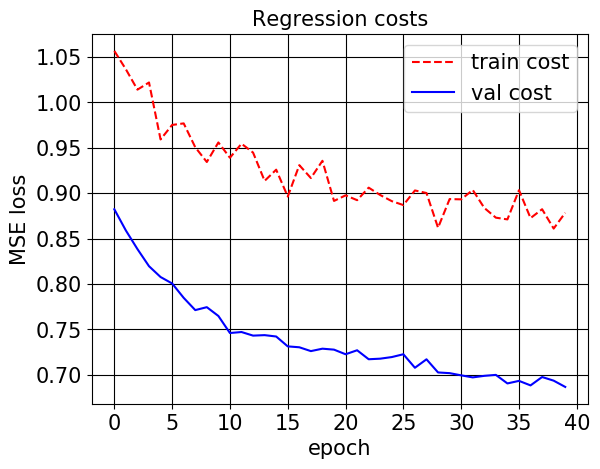 Regression costs
train cost
val cost
MSE loss
1.05
1.00
0.95
0.90
0.85
0.80
0.75
0.70
0 5 10 15 20 25 30 35 40
epoch